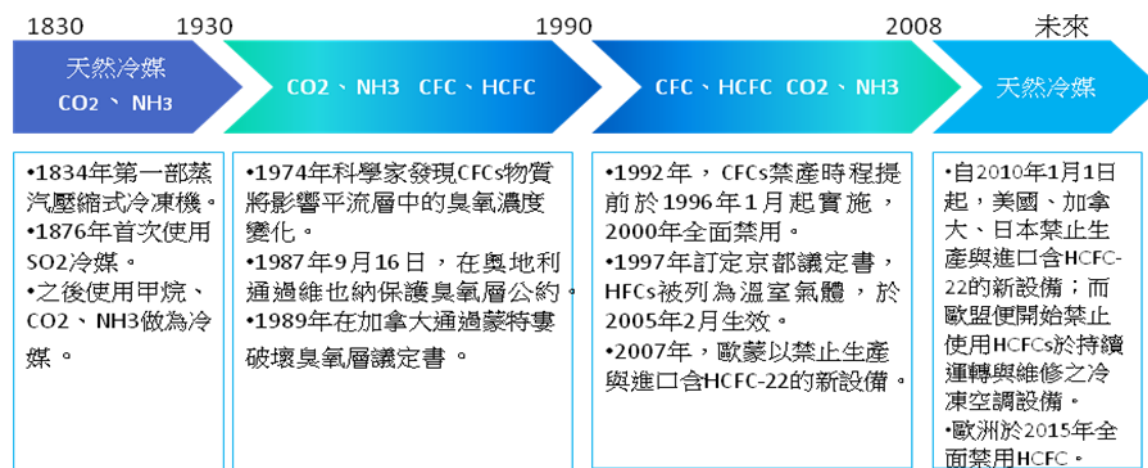 1830 1930 1990 2008 未來
天然冷媒
CO2、NH3
CO2、NH3 CFC、HCFC
CFC、HCFC CO2、NH3
天然冷媒
•1834年第一部蒸
汽壓縮式冷凍機。
•1876年首次使用
SO2冷媒。
•之後使用甲烷、
CO2、NH3做為冷
媒。
•1974年科學家發現CFCs物質
將影響平流層中的臭氧濃度
變化。
•1987年9月16日，在奧地利
通過維也納保護臭氧層公約。
•1989年在加拿大通過蒙特婁
破壞臭氧層議定書。
•1992年，CFCs禁產時程提
前於1996年1月起實施，
2000年全面禁用。
•1997年訂定京都議定書，
HFCs被列為溫室氣體，於
2005年2月生效。
•2007年，歐蒙以禁止生產
與進口含HCFC-22的新設備。
•自2010年1月1日
起，美國、加拿
大、日本禁止生
產與進口含HCFC-
22的新設備；而
歐盟便開始禁止
使用HCFCs於持續
運轉與維修之冷
凍空調設備。
•歐洲於2015年全
面禁用HCFC。